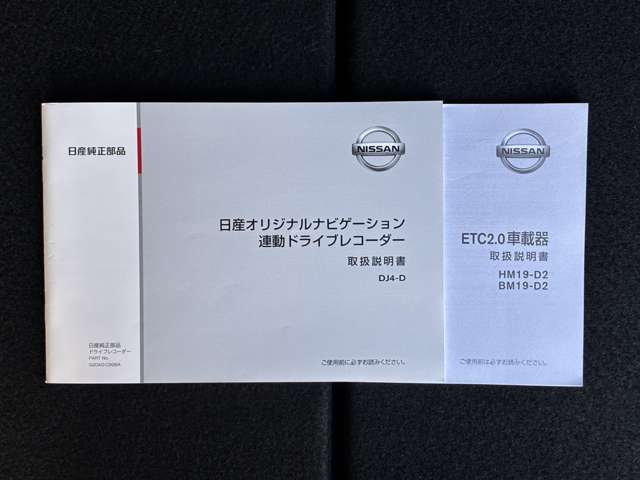 日産純正部品
NISSAN
日産オリジナルナビゲーション
連動ドライブレコーダー
取扱説明書
DJ4-D
日産純正部品
ドライブレコーダー
PART No.
ご使用前に必ずお読みください。
NISSAN
ETC2.0車載器
取扱説明書
HM19-D2
BM19-D2
ご使用前は必ずお読みください。